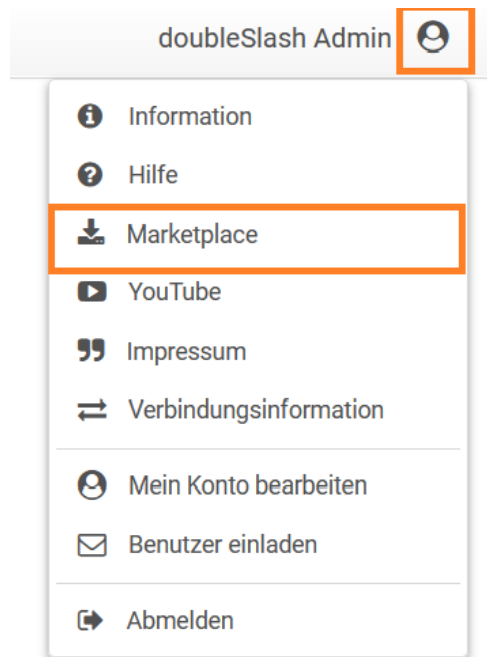 doubleSlash Admin
Information
Hilfe
Marketplace
YouTube
Impressum
Verbindungsinformation
Mein Konto bearbeiten
Benutzer einladen
Abmelden